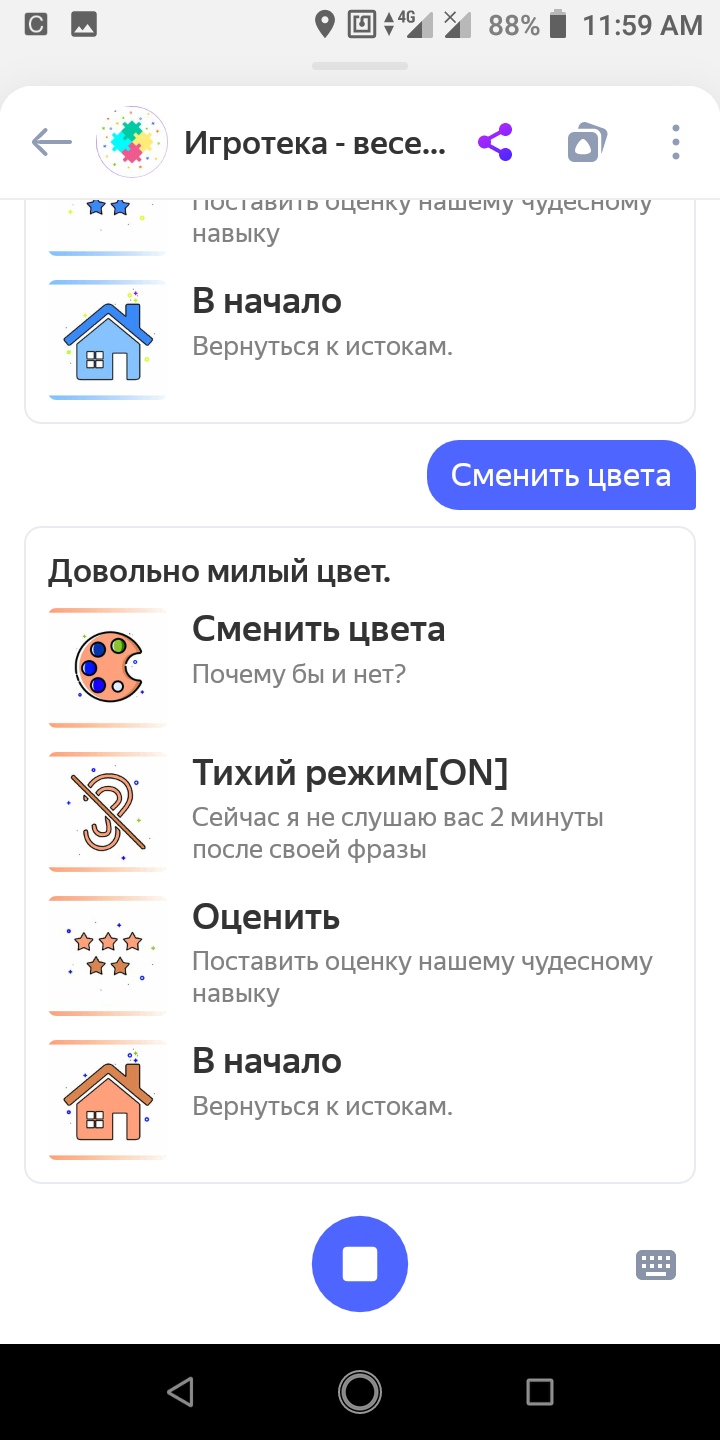 4G 88% 11:59 AM
Игротека - весе...
Поставить оценку нашему чудесному
навыку
В начало
Вернуться к истокам.
Сменить цвета
Довольно милый цвет.
Сменить цвета
Почему бы и нет?
Тихий режим[ON]
Сейчас я не слушаю вас 2 минуты
после своей фразы
Оценить
Поставить оценку нашему чудесному
навыку
В начало
Вернуться к истокам.